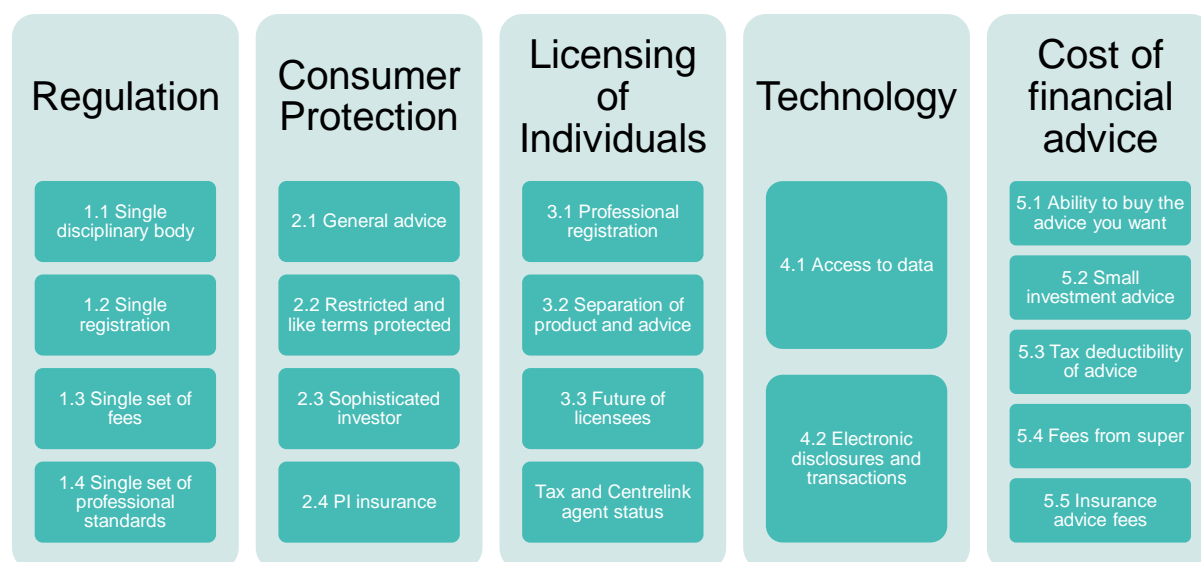 Regulation
1.1 Single
disciplinary body
1.2 Single
registration
1.3 Single set of
fees
1.4 Single set of
professional
standards
Consumer
Protection
2.1 General advice
2.2 Restricted and
like terms protected
2.3 Sophisticated
investor
2.4 PI insurance
Licensing
of
Individuals
3.1 Professional
registration
3.2 Separation of
product and advice
3.3 Future of
licensees
Tax and Centrelink
agent status
Technology
4.1 Access to data
4.2 Electronic
disclosures and
transactions
Cost of
financial
advice
5.1 Ability to buy the
advice you want
5.2 Small
investment advice
5.3 Tax deductibility
of advice
5.4 Fees from super
5.5 Insurance
advice fees